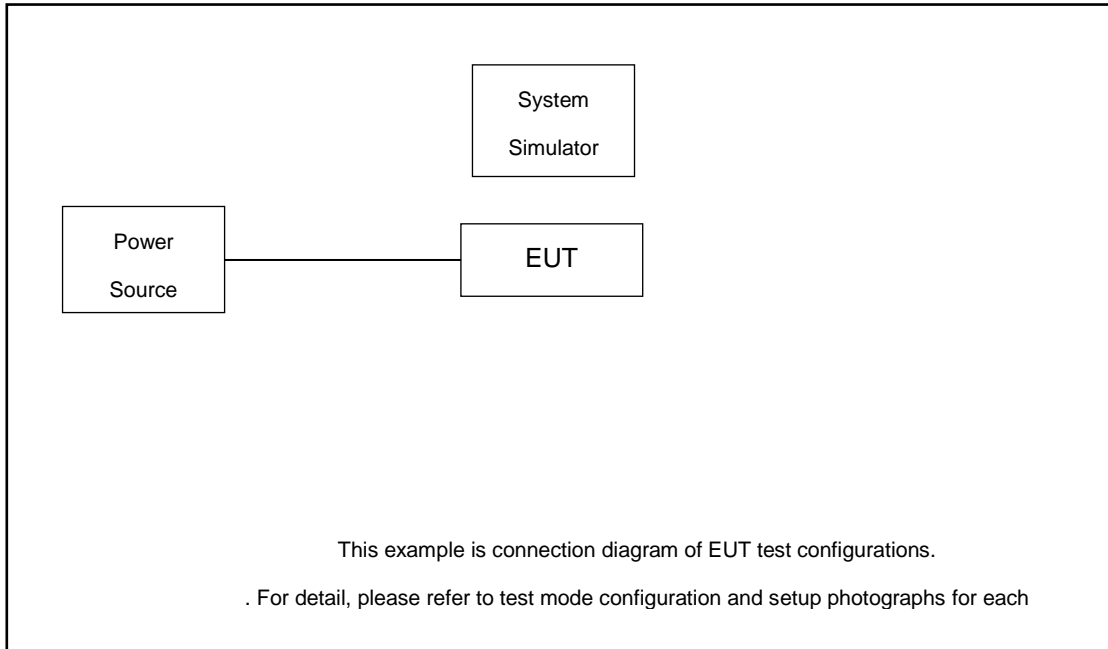 System
Simulator
Power
Source
EUT
This example is connection diagram of EUT test configurations.
. For detail, please refer to test mode configuration and setup photographs for each